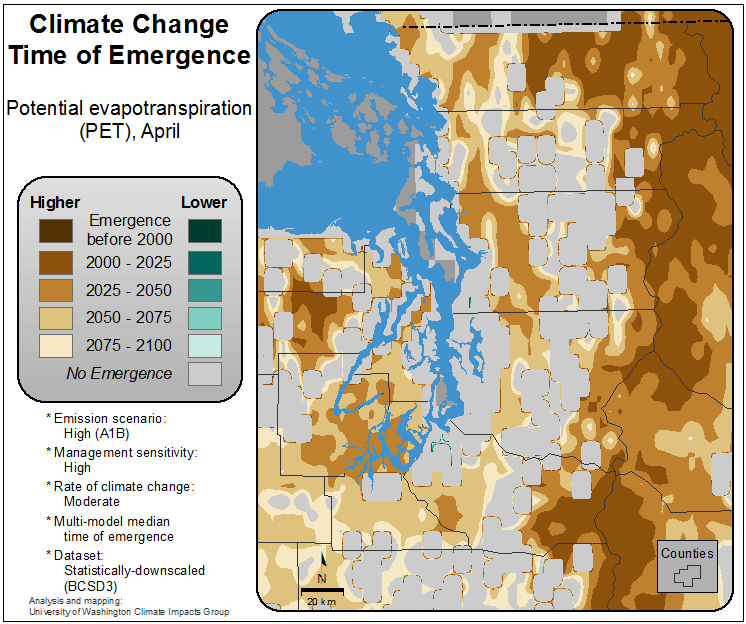 Climate Change
Time of Emergence
Potential evapotranspiration
(PET), April
Higher
Lower
Emergence
before 2000
2000 - 2025
2025 - 2050
2050 - 2075
2075 - 2100
No Emergence
* Emission scenario:
High (A1B)
* Management sensitivity:
High
* Rate of climate change:
Moderate
* Multi-model median
time of emergence
* Dataset:
Statistically-downscaled
(BCSD3)
Analysis and mapping:
University of Washington Climate Impacts Group
N
20 km
Counties